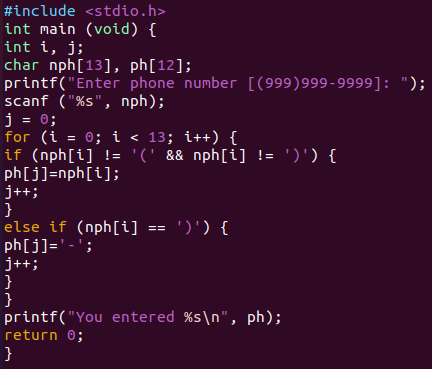 #include <stdio.h>
int main (void) {
int i, j;
char nph[13], ph[12];
printf("Enter phone number [(999)999-9999]: ");
scanf ("%s", nph);
j = 0;
for (i = 0; i < 13; i++) {
if (nph[i] != '(' && nph[i] != ')') {
ph[j]=nph[i];
j++;
}
else if (nph[i] == ')') {
ph[j]='-';
j++;
}
}
printf("You entered %s\n", ph);
return 0;
}